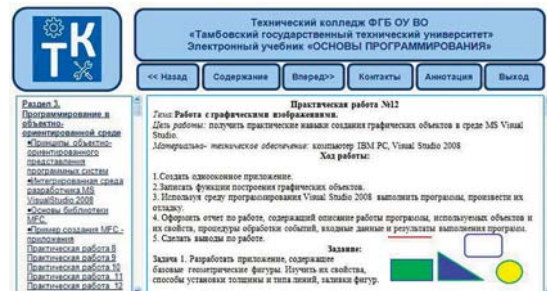 ТК
Технический колледж ФГБ ОУ ВО
«Тамбовский государственный технический университет»
Электронный учебник «ОСНОВЫ ПРОГРАММИРОВАНИЯ»
<< Назад
Содержание
Вперед>>
Контакты
Аннотация
Выход
Раздел 3.
Программирование в
объектно-
ориентированной среде
•Принципы объектно-
ориентированного
представления
программных систем
•Интегрированная среда
разработчика MS
VisualStudio 2008
•Основы библиотеки
MFC.
•Пример создания MFC -
приложения
Практическая работа 8
Практическая работа 9
Практическая работа 10
Практическая работа 11
Практическая работа 12
Практическая работа №12
Тема: Работа с графическими изображениями.
Цель работы: получить практические навыки создания графических объектов в среде MS Visual
Studio.
Материально- техническое обеспечение: компьютер IBM PC, Visual Studio 2008
Ход работы:
1.Создать однооконное приложение.
2.Записать функции построения графических объектов.
3. Используя среду программирования Visual Studio 2008 выполнить программы, произвести их
отладку.
4. Оформить отчет по работе, содержащий описание работы программы, используемых объектов и
их свойств, процедуры обработки событий, входные данные и результаты выполнения программ.
5. Сделать выводы по работе.
Задание:
Задача 1. Разработать приложение, содержащее
базовые геометрические фигуры. Изучить их свойства,
способы установки толщины и типа линий, заливки фигур.